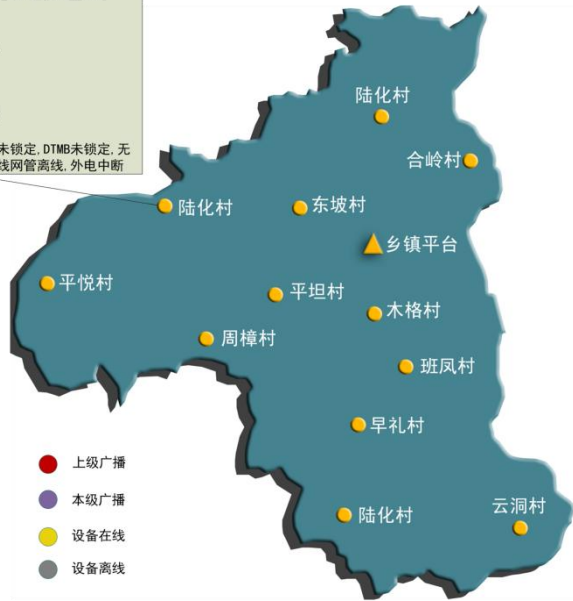 未锁定,DTMB未锁定,无
线网管离线,外电中断
陆化村
合岭村
陆化村
东坡村
乡镇平台
平悦村
平坦村
木格村
周樟村
班凤村
早礼村
上级广播
本级广播
云洞村
陆化村
设备在线
设备离线